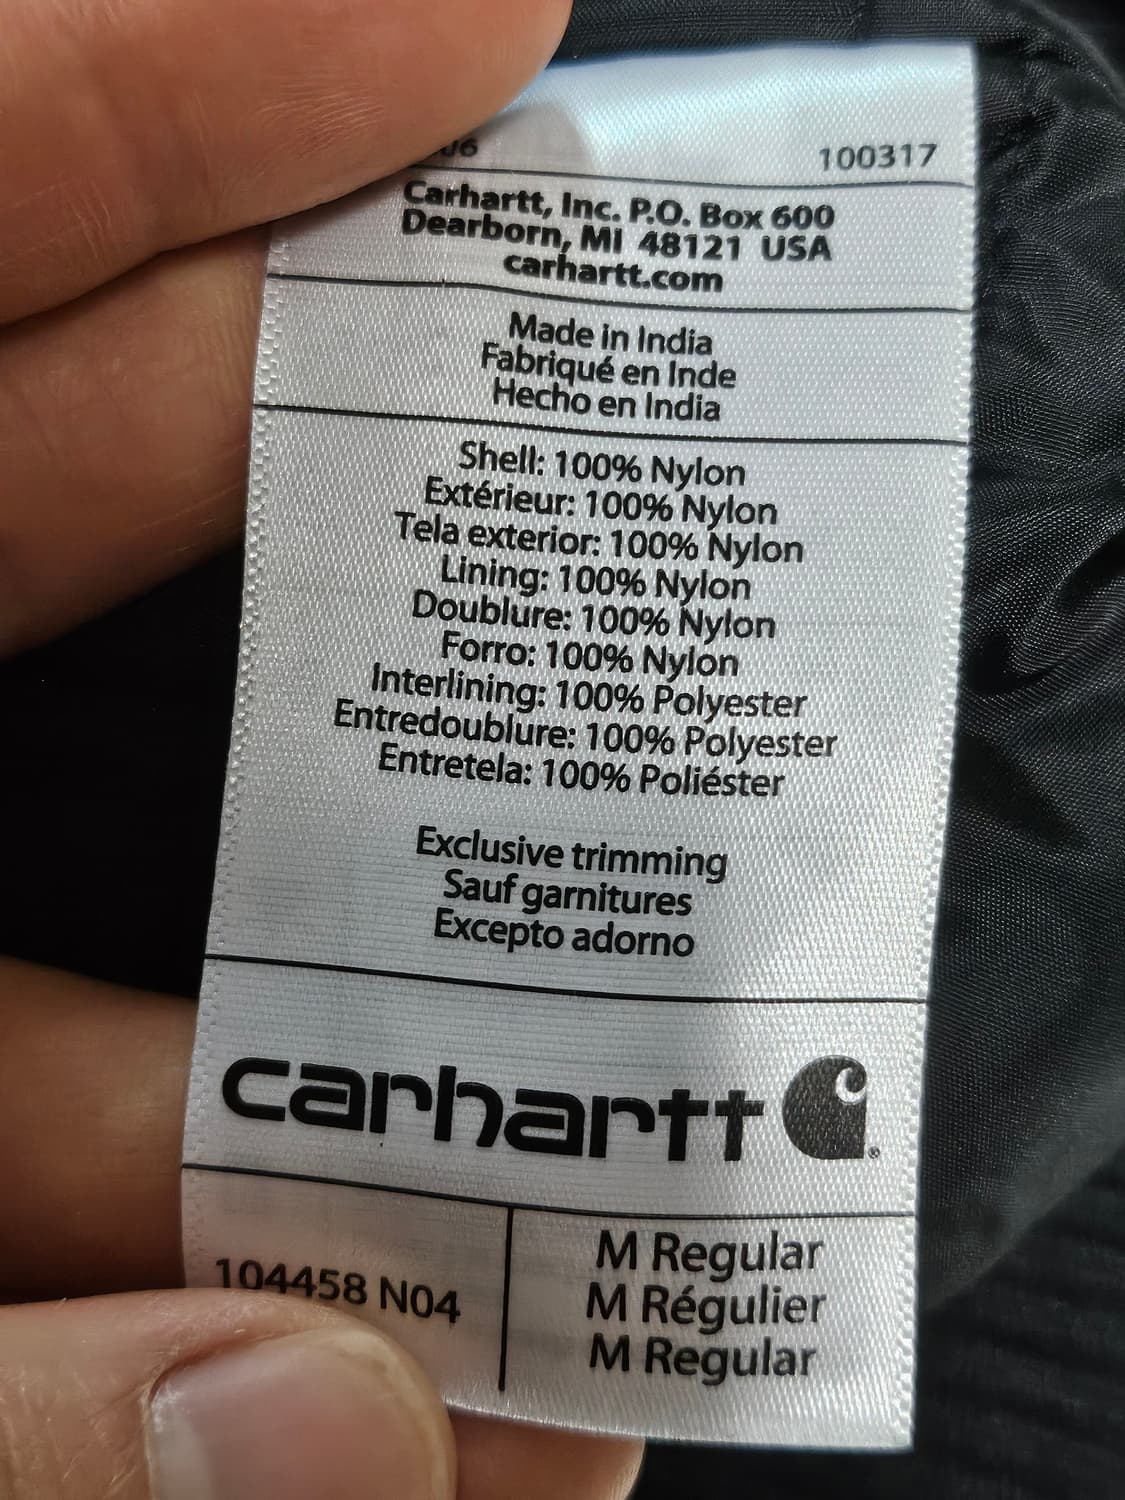 100317
Carhartt, Inc. P.O. Box 600
Dearborn, MI 48121 USA
carhartt.com
Made in India
Fabriqué en Inde
Hecho en India
Shell: 100% Nylon
Extérieur: 100% Nylon
Tela exterior: 100% Nylon
Lining: 100% Nylon
Doublure: 100% Nylon
Forro: 100% Nylon
Interlining: 100% Polyester
Entredoublure: 100% Polyester
Entretela: 100% Poliéster
Exclusive trimming
Sauf garnitures
Excepto adorno
carhartt ®
104458 N04
M Regular
M Régulier
M Regular